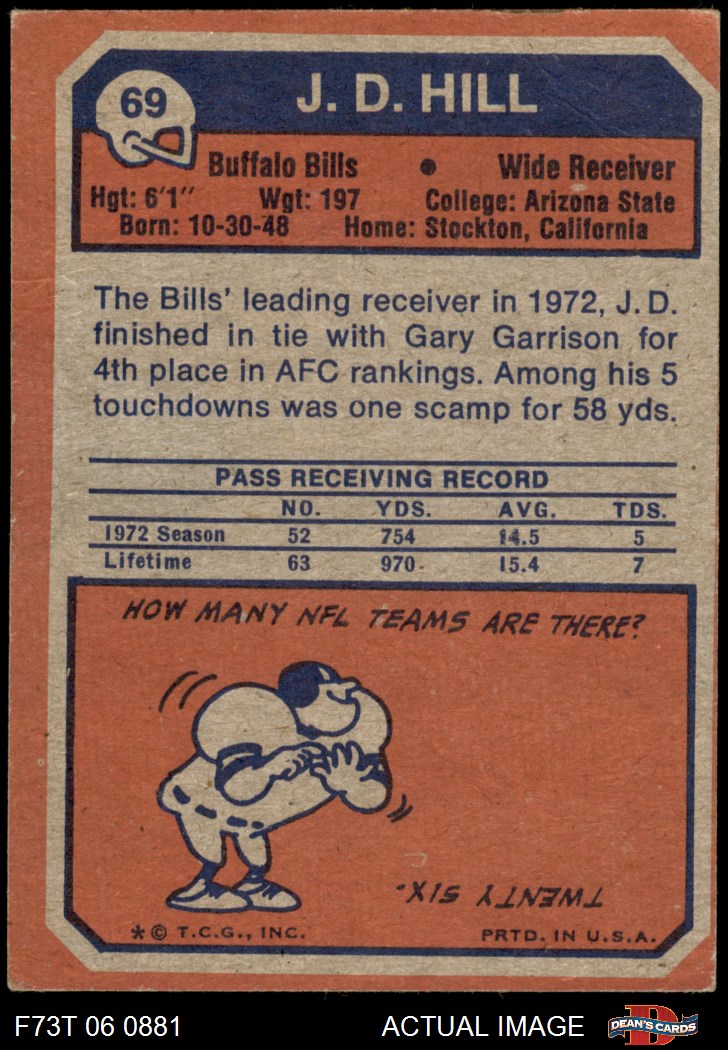 69
J. D. HILL
Buffalo Bills • Wide Receiver
Hgt: 6'1" Wgt: 197 College: Arizona State
Born: 10-30-48 Home: Stockton, California
The Bills' leading receiver in 1972, J. D.
finished in tie with Gary Garrison for
4th place in AFC rankings. Among his 5
touchdowns was one scamp for 58 yds.
PASS RECEIVING RECORD
NO. YDS. AVG. TDS.
1972 Season 52 754 14.5 5
Lifetime 63 970 15.4 7
HOW MANY NFL TEAMS ARE THERE?
TWENTY SIX.
* © T.C.G., INC. PRTD. IN U.S.A.
F73T 06 0881 ACTUAL IMAGE DEAN'S CARDS